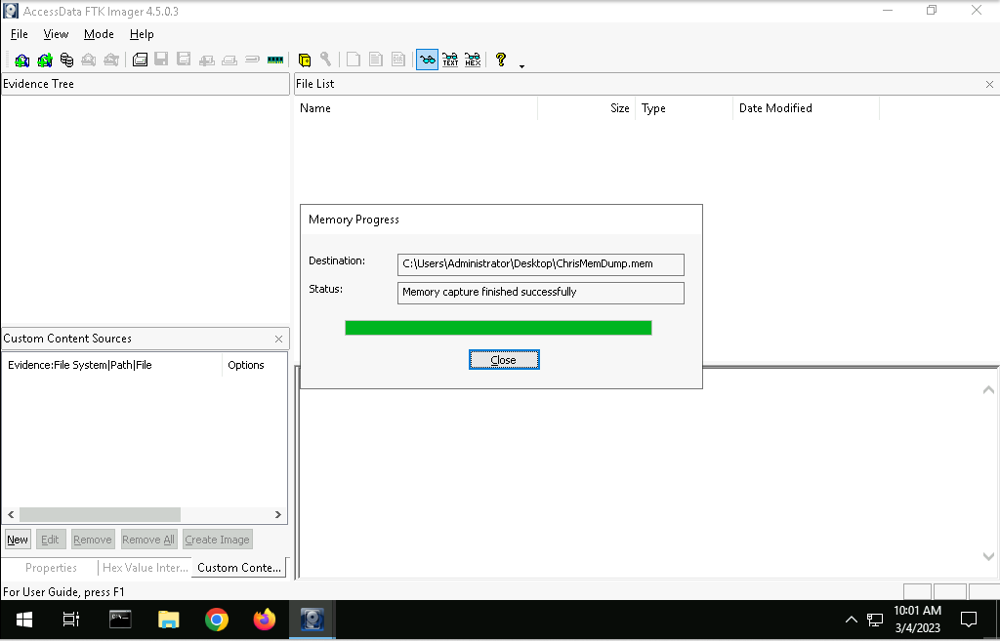 AccessData FTK Imager 4.5.0.3
File View Mode Help
TEXT HEX
Evidence Tree
File List
Name Size Type Date Modified
Memory Progress
Destination: C:\Users\Administrator\Desktop\ChrisMemDump.mem
Status: Memory capture finished successfully
Close
Custom Content Sources
Evidence:File System|Path|File Options
New Edit Remove Remove All Create Image
Properties Hex Value Inter... Custom Conte...
For User Guide, press F1
10:01 AM
3/4/2023